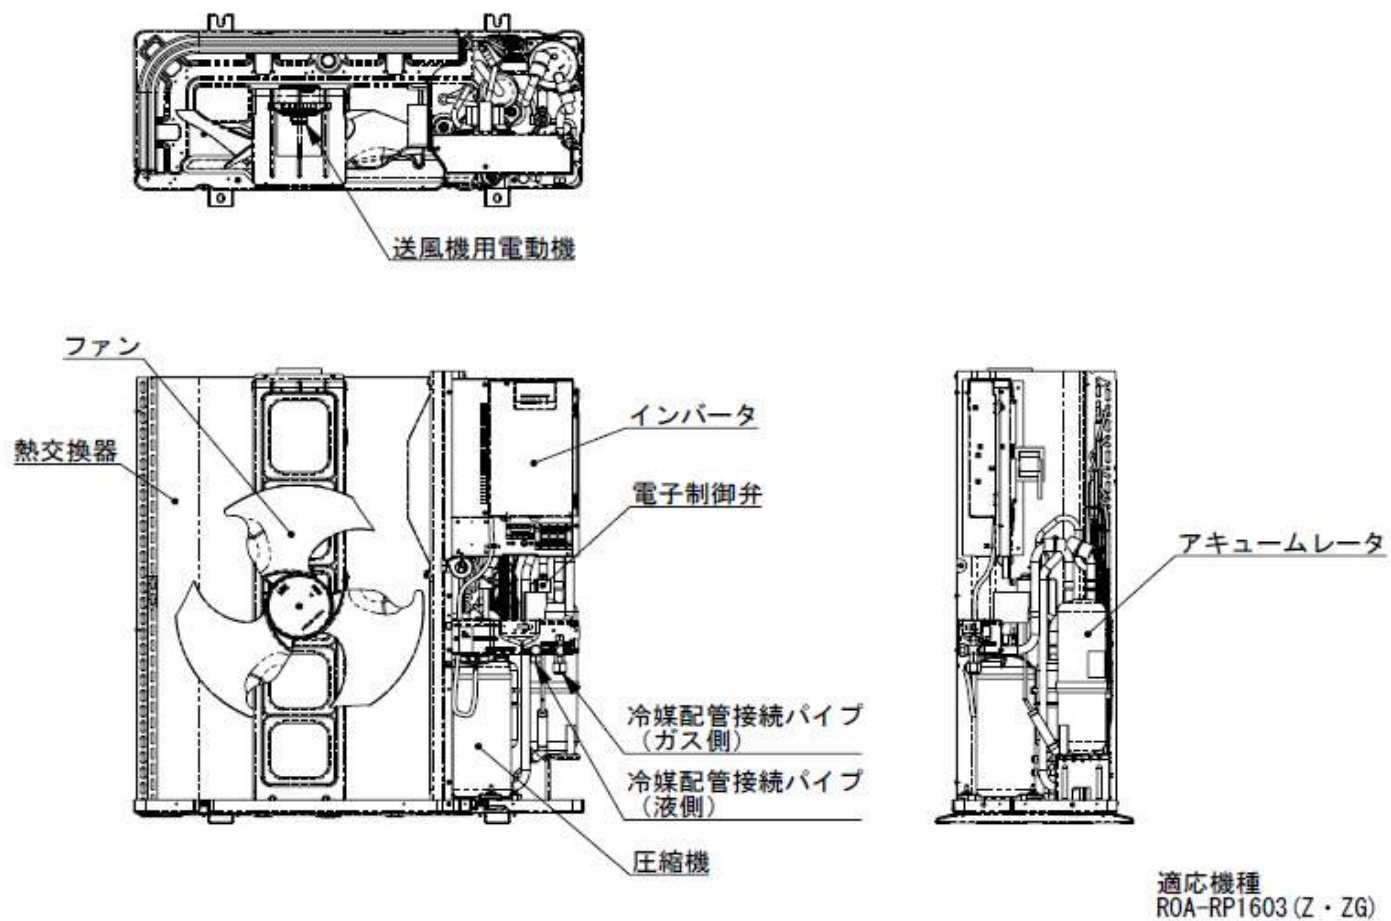 送風機用電動機
ファン
熱交換器
インバータ
電子制御弁
アキュームレータ
冷媒配管接続パイプ
（ガス側）
冷媒配管接続パイプ
（液側）
圧縮機
適応機種
ROA-RP1603(Z・ZG)